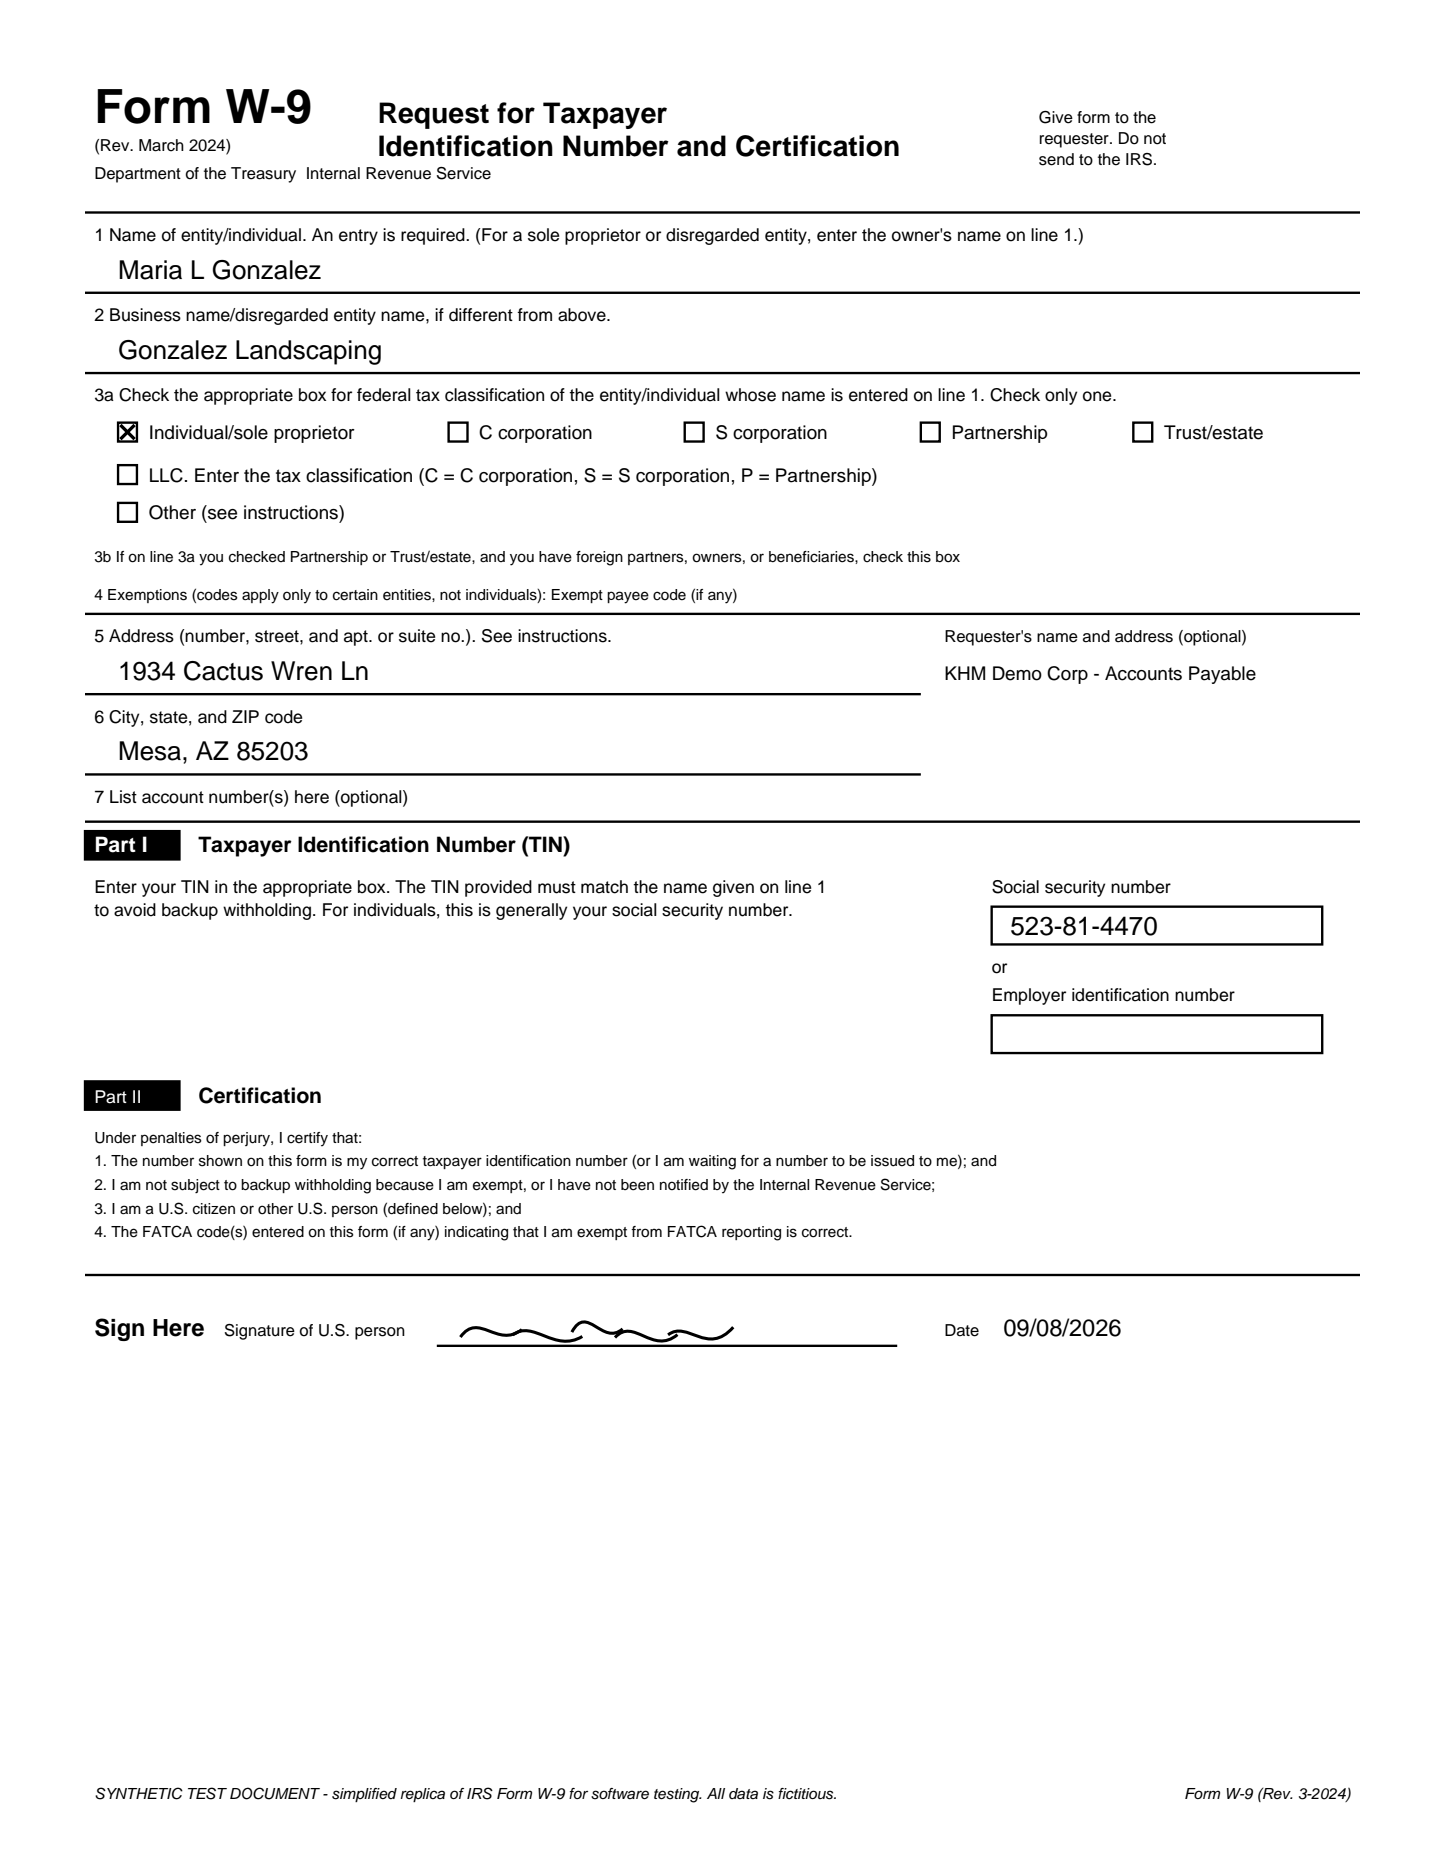 Form W-9
(Rev. March 2024)
Department of the Treasury Internal Revenue Service
Request for Taxpayer
Identification Number and Certification
Give form to the
requester. Do not
send to the IRS.
1 Name of entity/individual. An entry is required. (For a sole proprietor or disregarded entity, enter the owner's name on line 1.)
Maria L Gonzalez
2 Business name/disregarded entity name, if different from above.
Gonzalez Landscaping
3a Check the appropriate box for federal tax classification of the entity/individual whose name is entered on line 1. Check only one.
Individual/sole proprietor C corporation S corporation Partnership Trust/estate
LLC. Enter the tax classification (C = C corporation, S = S corporation, P = Partnership)
Other (see instructions)
3b If on line 3a you checked Partnership or Trust/estate, and you have foreign partners, owners, or beneficiaries, check this box
4 Exemptions (codes apply only to certain entities, not individuals): Exempt payee code (if any)
5 Address (number, street, and apt. or suite no.). See instructions.
1934 Cactus Wren Ln
Requester's name and address (optional)
KHM Demo Corp - Accounts Payable
6 City, state, and ZIP code
Mesa, AZ 85203
7 List account number(s) here (optional)
Part I Taxpayer Identification Number (TIN)
Enter your TIN in the appropriate box. The TIN provided must match the name given on line 1
to avoid backup withholding. For individuals, this is generally your social security number.
Social security number
523-81-4470
or
Employer identification number
Part II Certification
Under penalties of perjury, I certify that:
1. The number shown on this form is my correct taxpayer identification number (or I am waiting for a number to be issued to me); and
2. I am not subject to backup withholding because I am exempt, or I have not been notified by the Internal Revenue Service;
3. I am a U.S. citizen or other U.S. person (defined below); and
4. The FATCA code(s) entered on this form (if any) indicating that I am exempt from FATCA reporting is correct.
Sign Here Signature of U.S. person Date 09/08/2026
SYNTHETIC TEST DOCUMENT - simplified replica of IRS Form W-9 for software testing. All data is fictitious. Form W-9 (Rev. 3-2024)